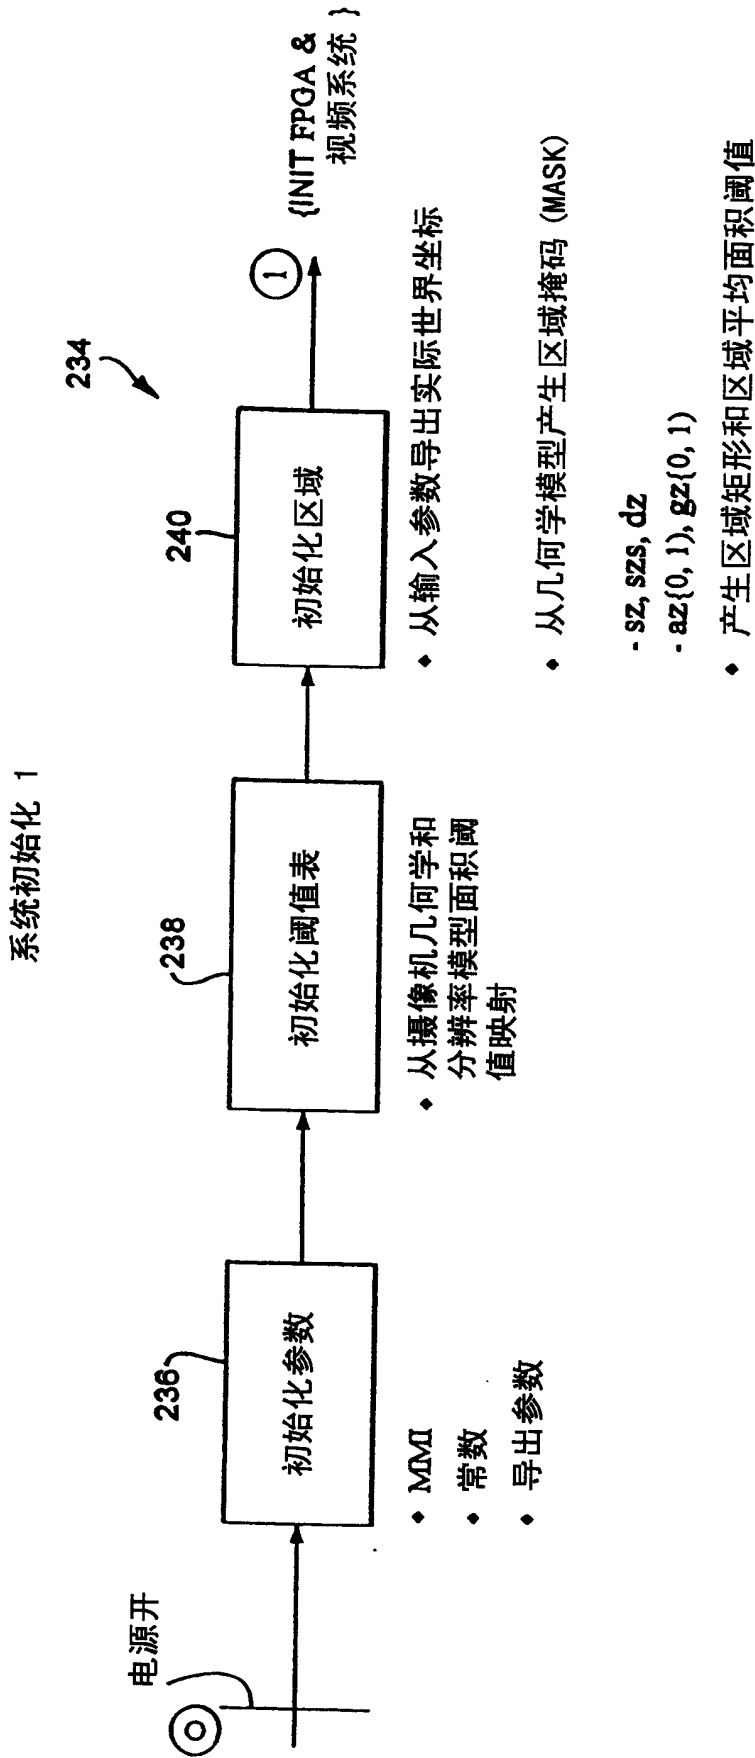 系统初始化 1
234
电源开
236
初始化参数
• MMI
• 常数
• 导出参数
238
初始化阈值表
• 从摄像机几何学和
分辨率模型面积阈
值映射
240
初始化区域
• 从输入参数导出实际世界坐标
• 从几何学模型产生区域掩码 (MASK)
- sz, szs, dz
- az{0, 1), gz{0, 1)
• 产生区域矩形和区域平均面积阈值
1
{INIT FPGA &
视频系统 }